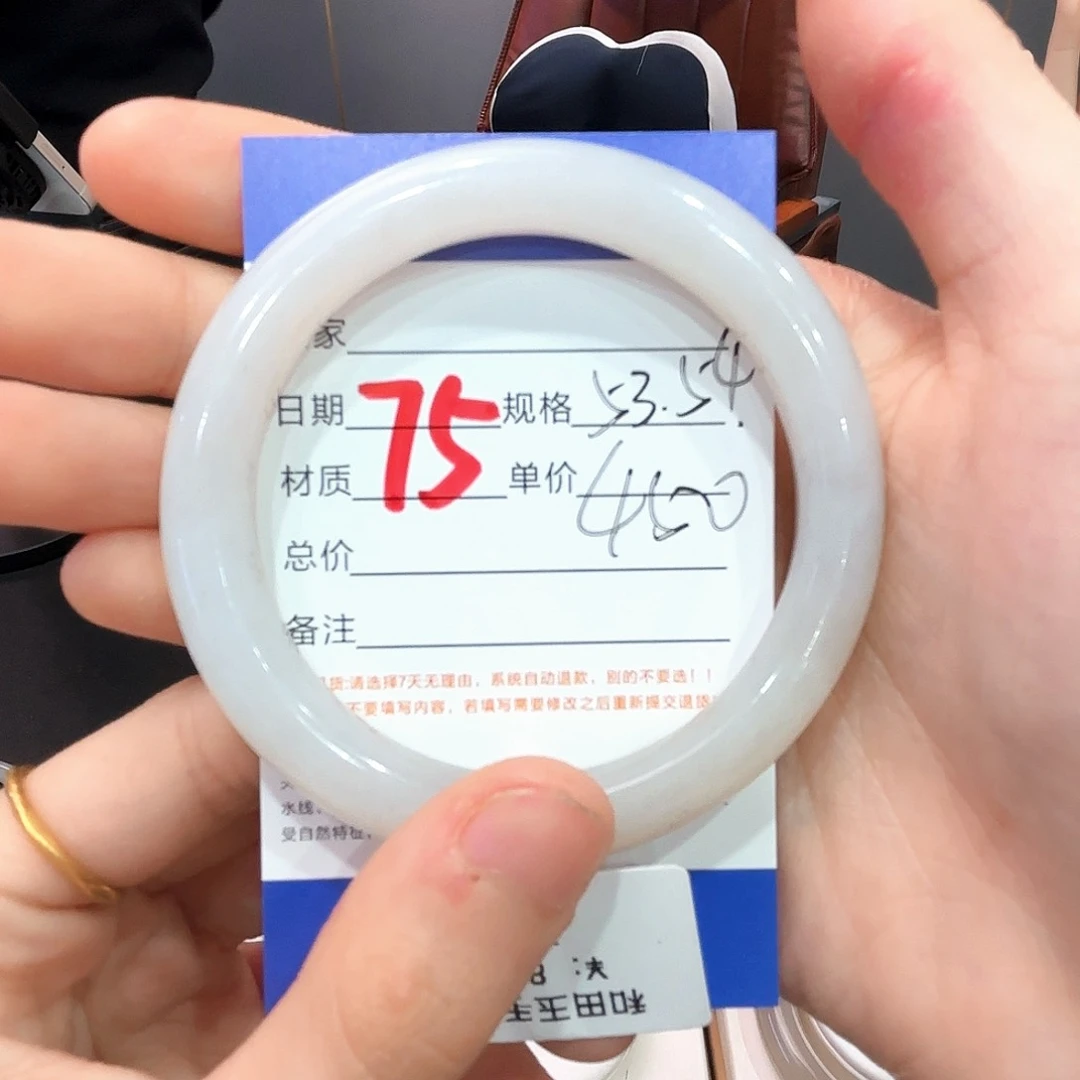 家
日期 75 规格 53.54
材质 单价 450
总价
备注
货:请选择7天无理由，系统自动退款，别的不要选！！
不要填写内容，若填写需要修改之后重新提交退货
水线、
受自然特征，
和田玉手